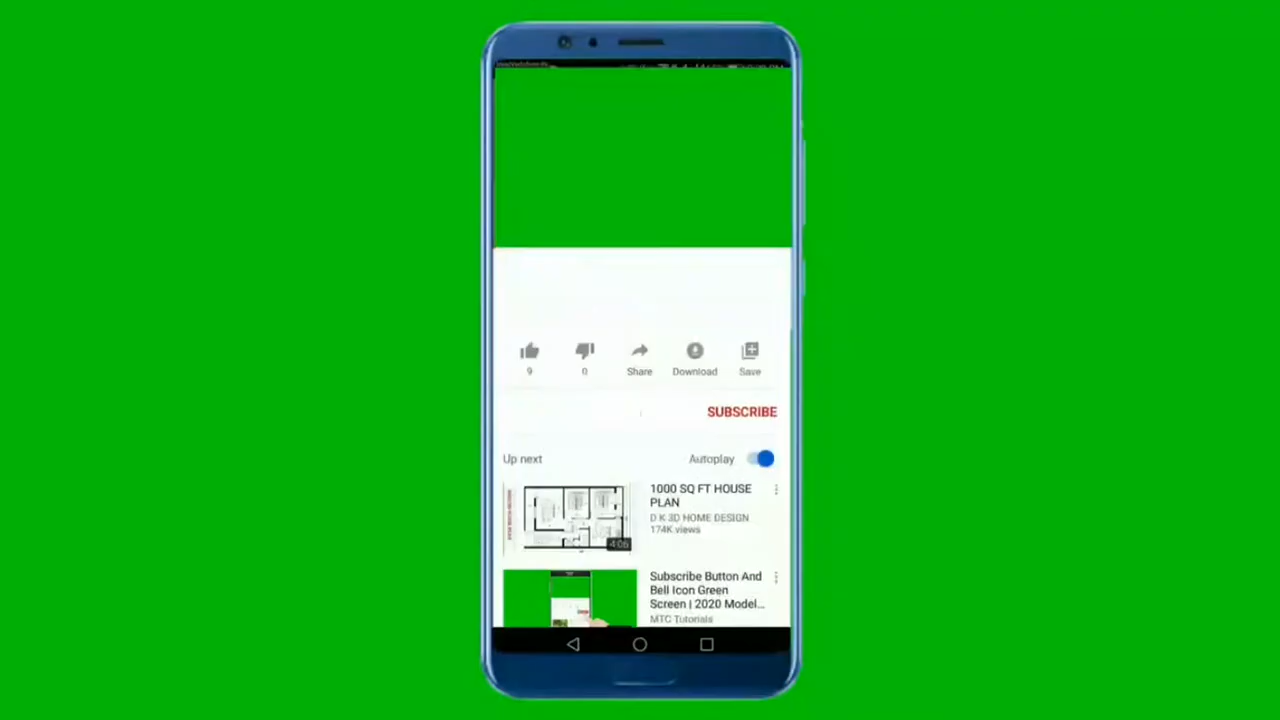 9
0
Share
Download
Save
SUBSCRIBE
Up next
Autoplay
1000 SQ FT HOUSE
PLAN
D K 3D HOME DESIGN
174K views
4:06
Subscribe Button And
Bell Icon Green
Screen | 2020 Model...
MTC Tutorials